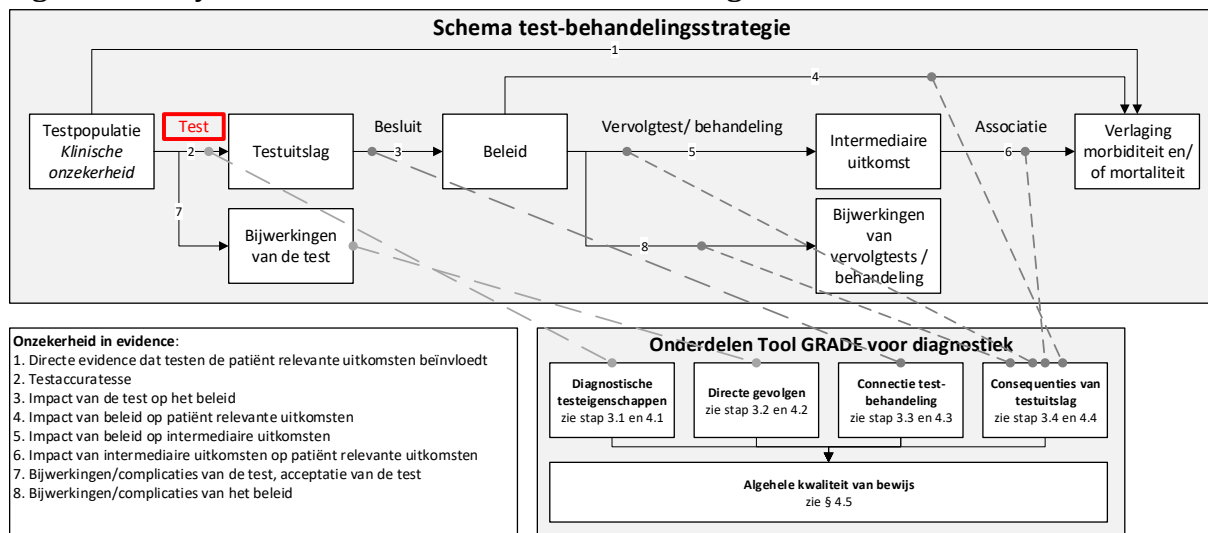 Schema test-behandelingsstrategie
1
4
Testpopulatie
Klinische
onzekerheid
Test
2
Testuitslag
Besluit
3
Beleid
Vervolgtest/ behandeling
5
Intermediaire
uitkomst
Associatie
6
Verlaging
morbiditeit en/
of mortaliteit
7
Bijwerkingen
van de test
8
Bijwerkingen
van
vervolgtests /
behandeling
Onzekerheid in evidence:
1. Directe evidence dat testen de patiënt relevante uitkomsten beïnvloedt
2. Testaccuratesse
3. Impact van de test op het beleid
4. Impact van beleid op patiënt relevante uitkomsten
5. Impact van beleid op intermediaire uitkomsten
6. Impact van intermediaire uitkomsten op patiënt relevante uitkomsten
7. Bijwerkingen/complicaties van de test, acceptatie van de test
8. Bijwerkingen/complicaties van het beleid
Onderdelen Tool GRADE voor diagnostiek
Diagnostische
testeigenschappen
zie stap 3.1 en 4.1
Directe gevolgen
zie stap 3.2 en 4.2
Connectie test-
behandeling
zie stap 3.3 en 4.3
Consequenties van
testuitslag
zie stap 3.4 en 4.4
Algehele kwaliteit van bewijs
zie § 4.5